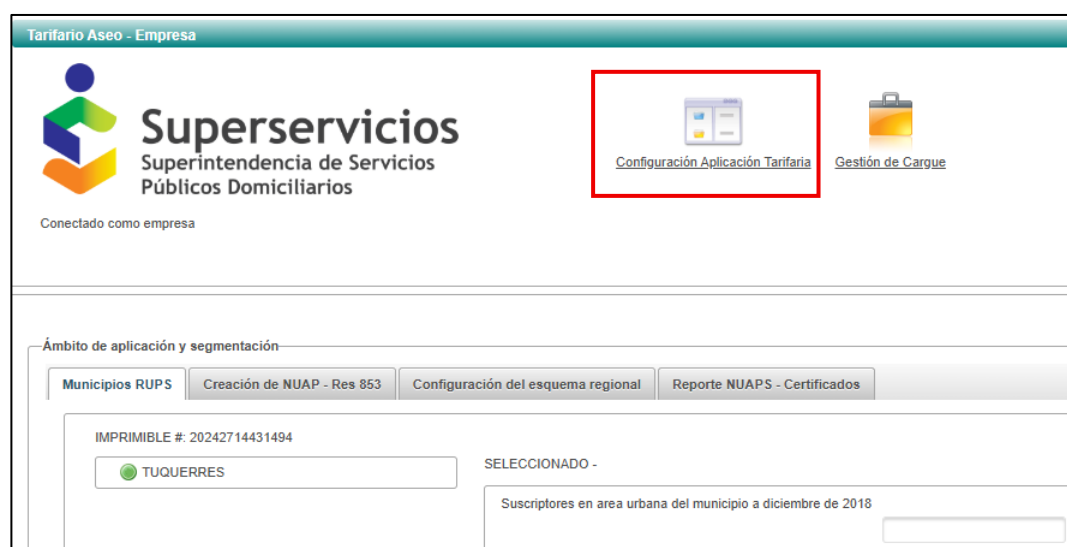 Tarifario Aseo - Empresa
Superservicios
Superintendencia de Servicios
Públicos Domiciliarios
Configuración Aplicación Tarifaria
Gestión de Cargue
Conectado como empresa
Ámbito de aplicación y segmentación
Municipios RUPS
Creación de NUAP - Res 853
Configuración del esquema regional
Reporte NUAPS - Certificados
IMPRIMIBLE #: 20242714431494
TUQUERRES
SELECCIONADO -
Suscriptores en area urbana del municipio a diciembre de 2018